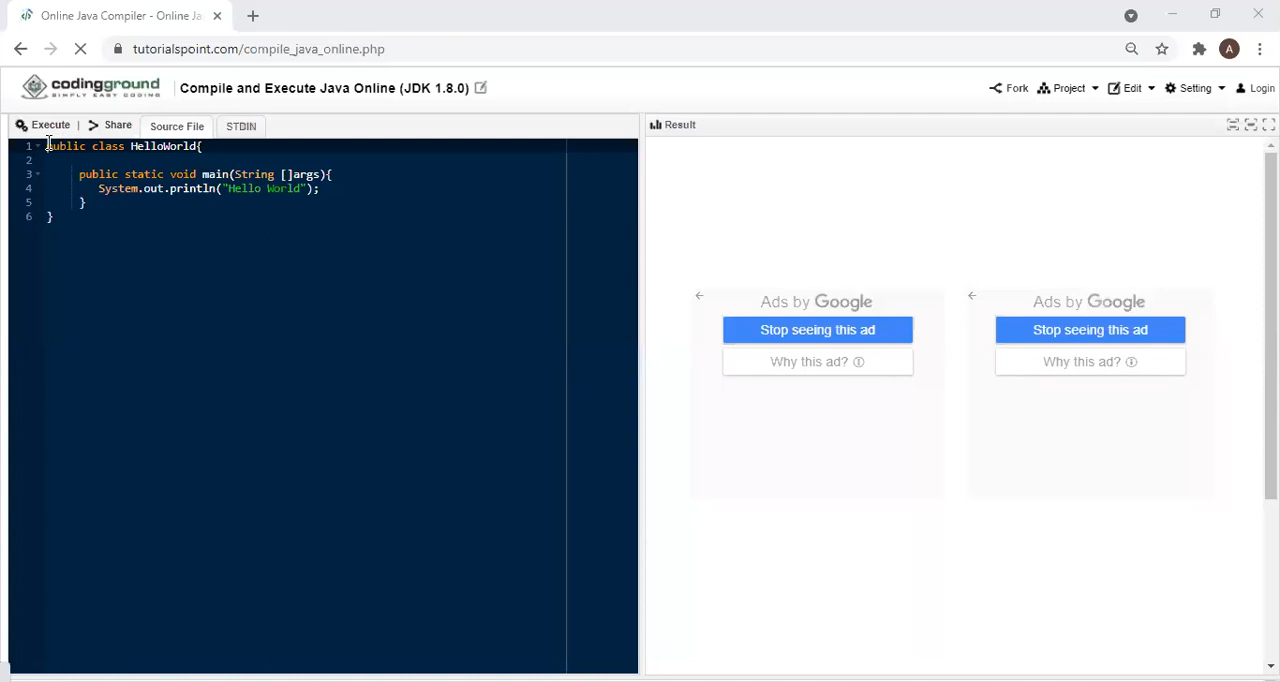 Online Java Compiler - Online Ja
tutorialspoint.com/compile_java_online.php
A
codingground
SIMPLY EASY CODING
Compile and Execute Java Online (JDK 1.8.0)
Fork Project Edit Setting Login
Execute | Share Source File STDIN
Result
1 public class HelloWorld{
2
3 public static void main(String []args){
4 System.out.println("Hello World");
5 }
6 }
Ads by Google
Stop seeing this ad
Why this ad?
Ads by Google
Stop seeing this ad
Why this ad?